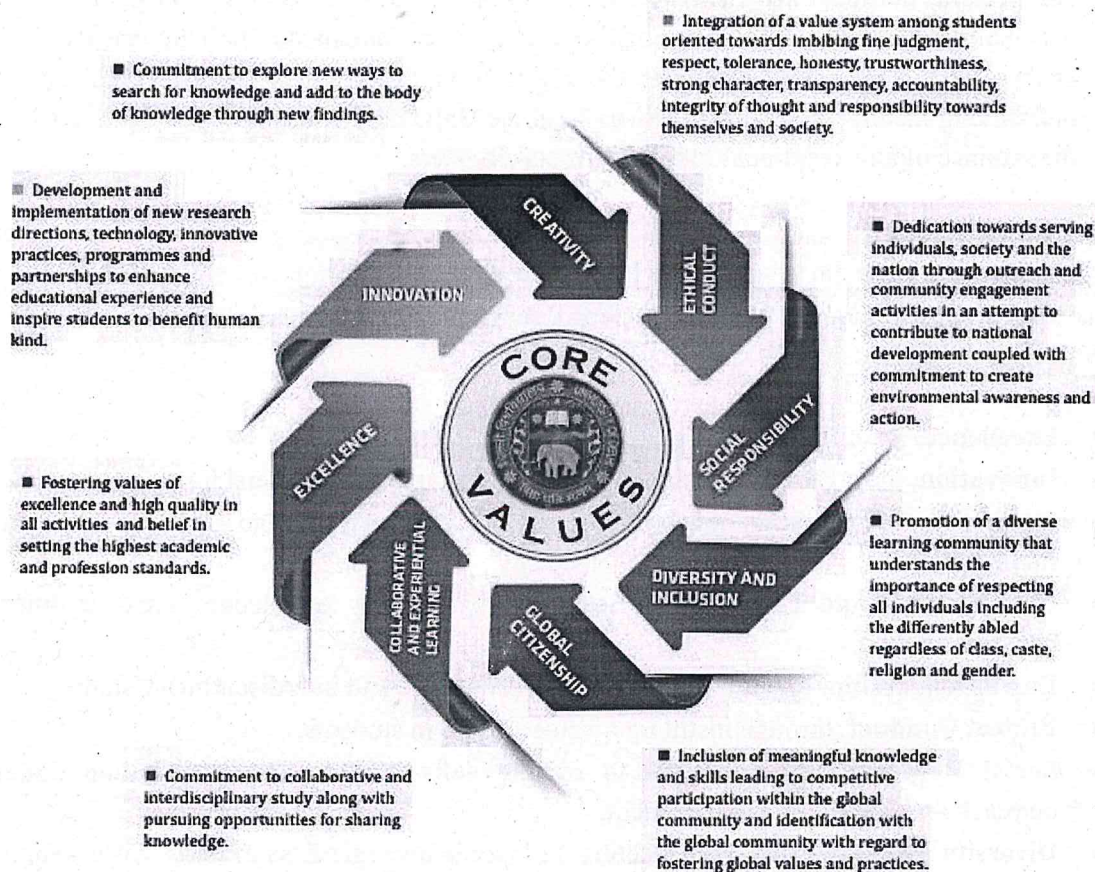 ■ Commitment to explore new ways to
search for knowledge and add to the body
of knowledge through new findings.
■ Integration of a value system among students
oriented towards imbibing fine judgment,
respect, tolerance, honesty, trustworthiness,
strong character, transparency, accountability,
integrity of thought and responsibility towards
themselves and society.
■ Development and
implementation of new research
directions, technology, innovative
practices, programmes and
partnerships to enhance
educational experience and
inspire students to benefit human
kind.
■ Dedication towards serving
individuals, society and the
nation through outreach and
community engagement
activities in an attempt to
contribute to national
development coupled with
commitment to create
environmental awareness and
action.
CREATIVITY
ETHICAL
CONDUCT
INNOVATION
SOCIAL
RESPONSIBILITY
EXCELLENCE
CORE
VALUES
DIVERSITY AND
INCLUSION
GLOBAL
CITIZENSHIP
COLLABORATIVE
AND EXPERIENTIAL
LEARNING
■ Fostering values of
excellence and high quality in
all activities and belief in
setting the highest academic
and profession standards.
■ Promotion of a diverse
learning community that
understands the
importance of respecting
all individuals including
the differently abled
regardless of class, caste,
religion and gender.
■ Commitment to collaborative and
interdisciplinary study along with
pursuing opportunities for sharing
knowledge.
■ Inclusion of meaningful knowledge
and skills leading to competitive
participation within the global
community and identification with
the global community with regard to
fostering global values and practices.